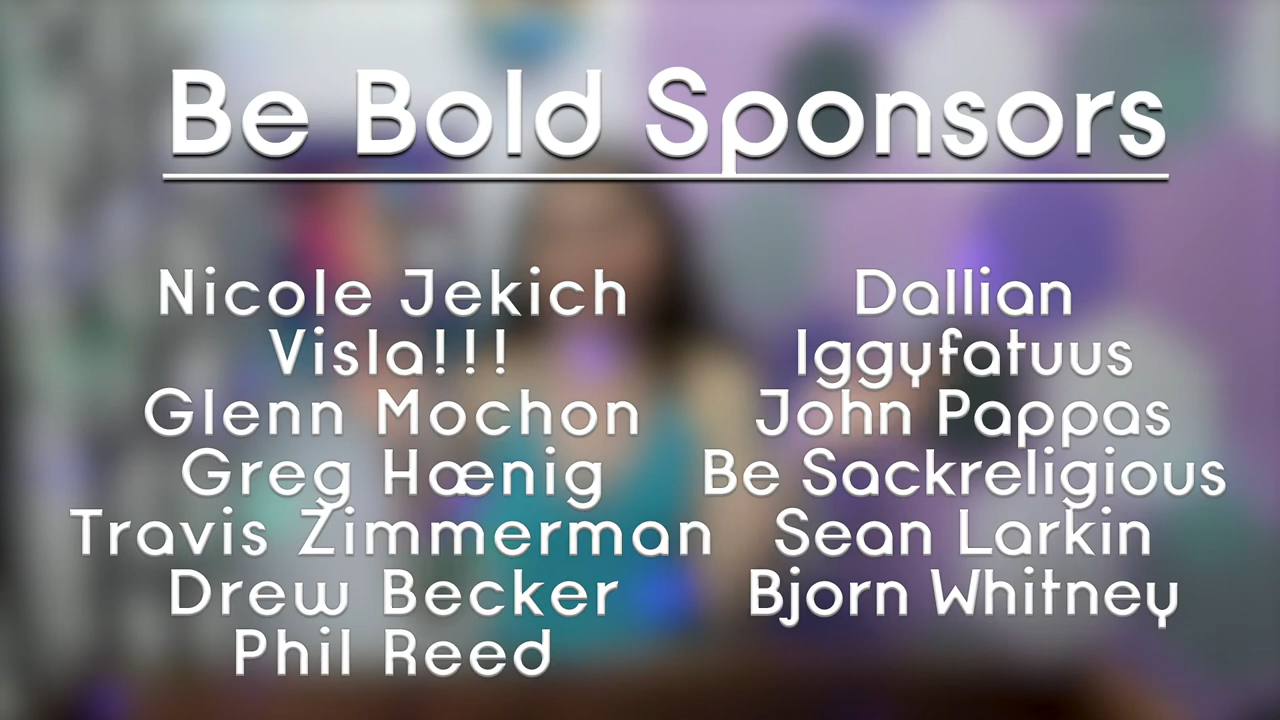 Be Bold Sponsors
Nicole Jekich
Visla!!!
Glenn Mochon
Greg Hœnig
Travis Zimmerman
Drew Becker
Phil Reed
Dallian
Iggyfatuus
John Pappas
Be Sackreligious
Sean Larkin
Bjorn Whitney